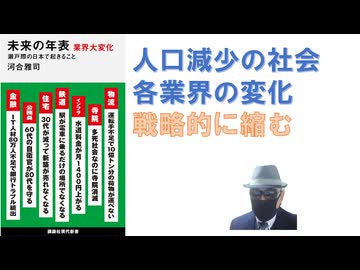 未来の年表 業界大変化
瀬戸際の日本で起きること
河合雅司
物流 運転手不足で10億トン分の荷物が運べない
寺院 多死社会なのに寺院消滅
インフラ 水道料金が月1400円上がる
鉄道 駅が電車に乗るだけの場所でなくなる
住宅 30代が減って新築が売れなくなる
公務員 60代の自衛官が80代を守る
金融 IT人材80万人不足で銀行トラブル続出
講談社現代新書
人口減少の社会
各業界の変化
戦略的に縮む